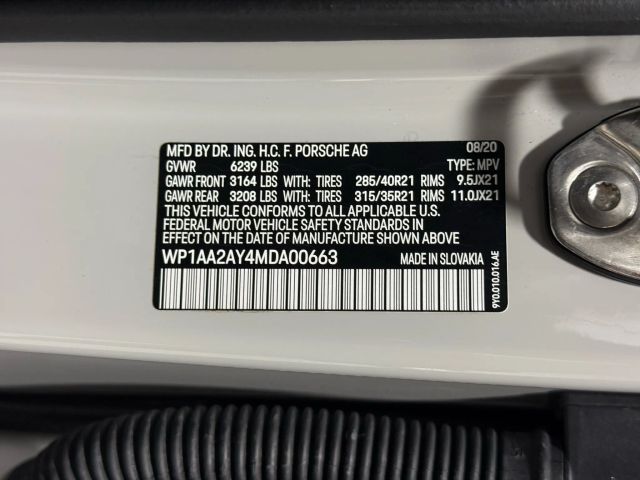 MFD BY DR. ING. H.C. F. PORSCHE AG 08/20
GVWR 6239 LBS TYPE: MPV
GAWR FRONT 3164 LBS WITH: TIRES 285/40R21 RIMS 9.5JX21
GAWR REAR 3208 LBS WITH: TIRES 315/35R21 RIMS 11.0JX21
THIS VEHICLE CONFORMS TO ALL APPLICABLE U.S.
FEDERAL MOTOR VEHICLE SAFETY STANDARDS IN
EFFECT ON THE DATE OF MANUFACTURE SHOWN ABOVE
WP1AA2AY4MDA00663 MADE IN SLOVAKIA
9Y0.010.016.AE